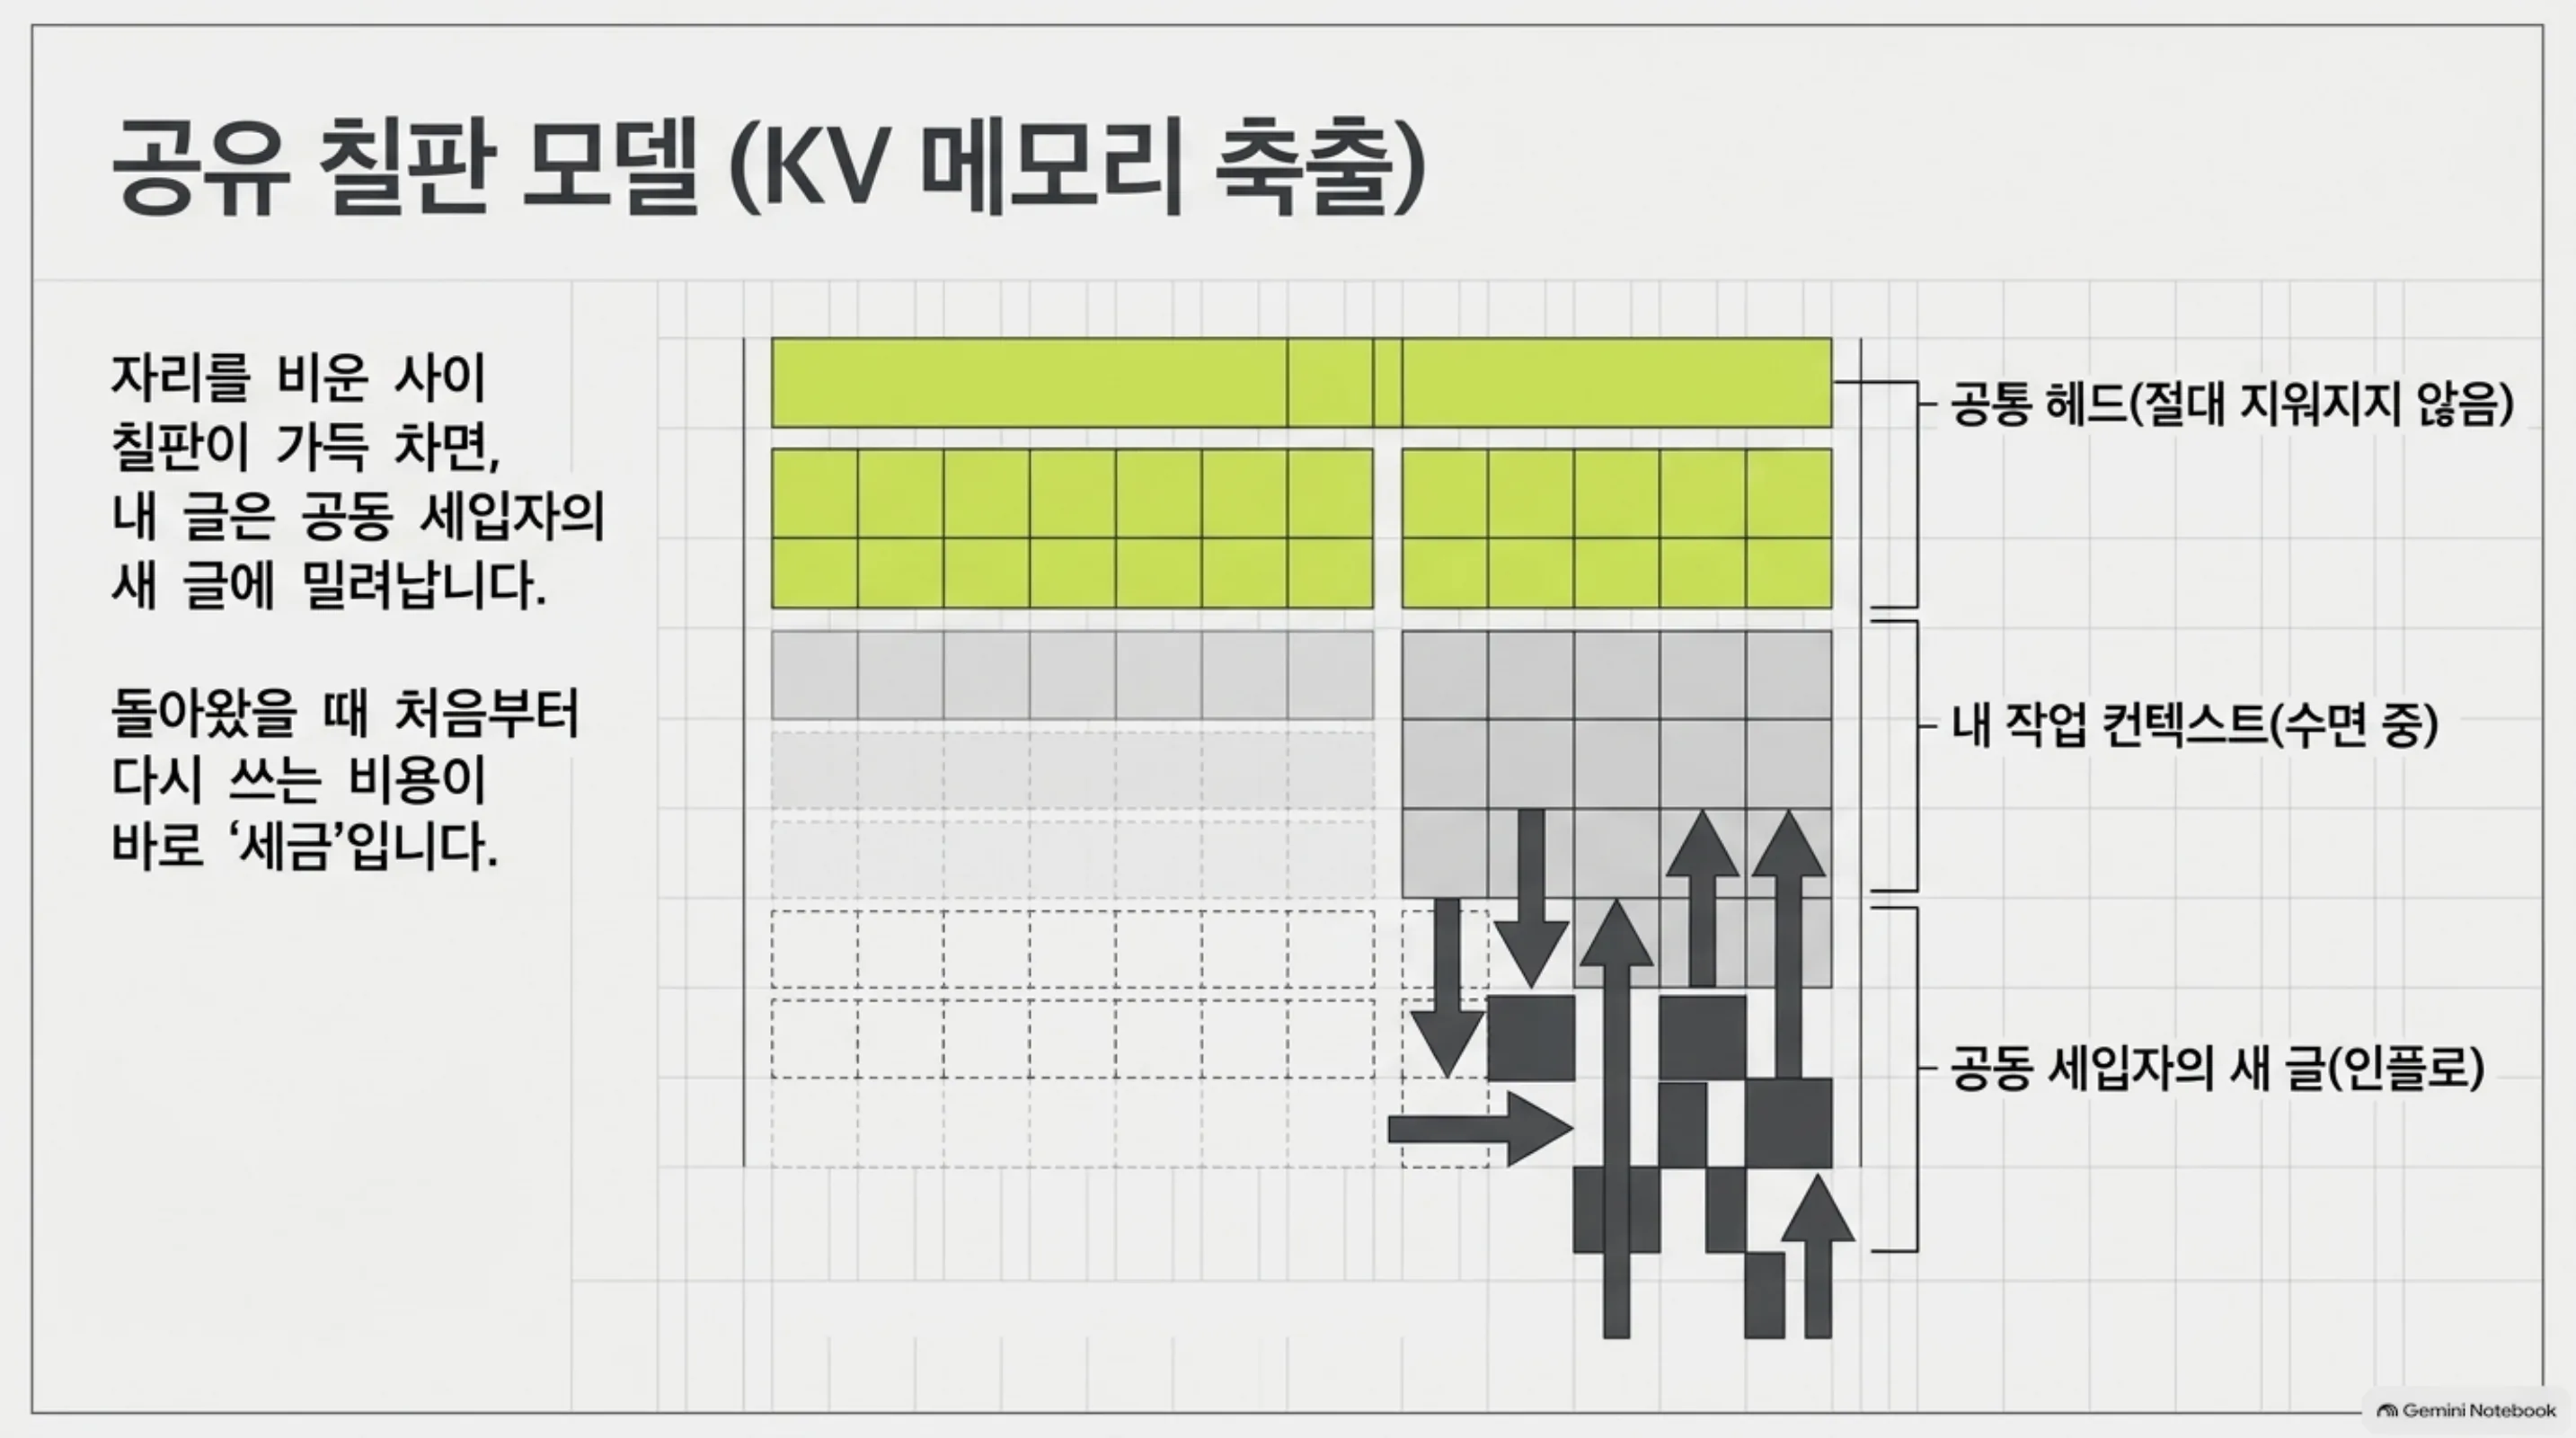 공유 칠판 모델 (KV 메모리 축출)
자리를 비운 사이
칠판이 가득 차면,
내 글은 공동 세입자의
새 글에 밀려납니다.
돌아왔을 때 처음부터
다시 쓰는 비용이
바로 ‘세금’입니다.
공통 헤드(절대 지워지지 않음)
내 작업 컨텍스트(수면 중)
공동 세입자의 새 글(인플로)
Gemini Notebook